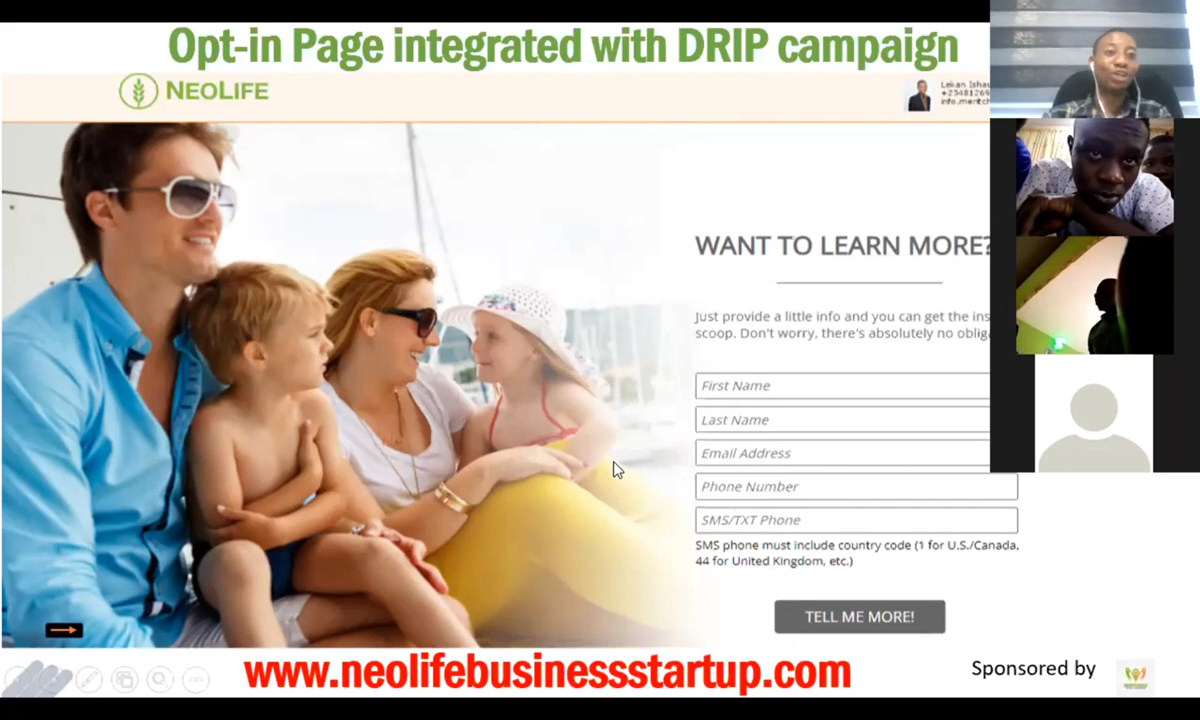 Opt-in Page integrated with DRIP campaign
NEOLIFE
Lekan
+23481269
WANT TO LEARN MORE?
Just provide a little info and you can get the
scoop. Don't worry, there's absolutely no
First Name
Last Name
Email Address
Phone Number
SMS/TXT Phone
SMS phone must include country code (1 for U.S./Canada,
44 for United Kingdom, etc.)
TELL ME MORE!
www.neolifebusinessstartup.com
Sponsored by